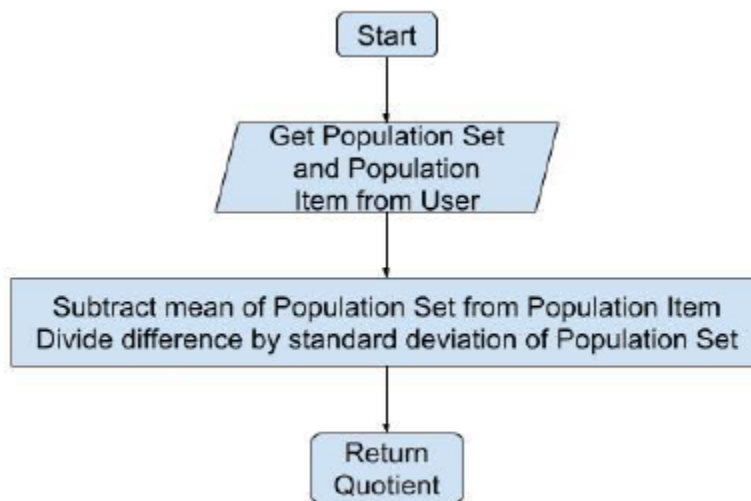 Start
Get Population Set
and Population
Item from User
Subtract mean of Population Set from Population Item
Divide difference by standard deviation of Population Set
Return
Quotient